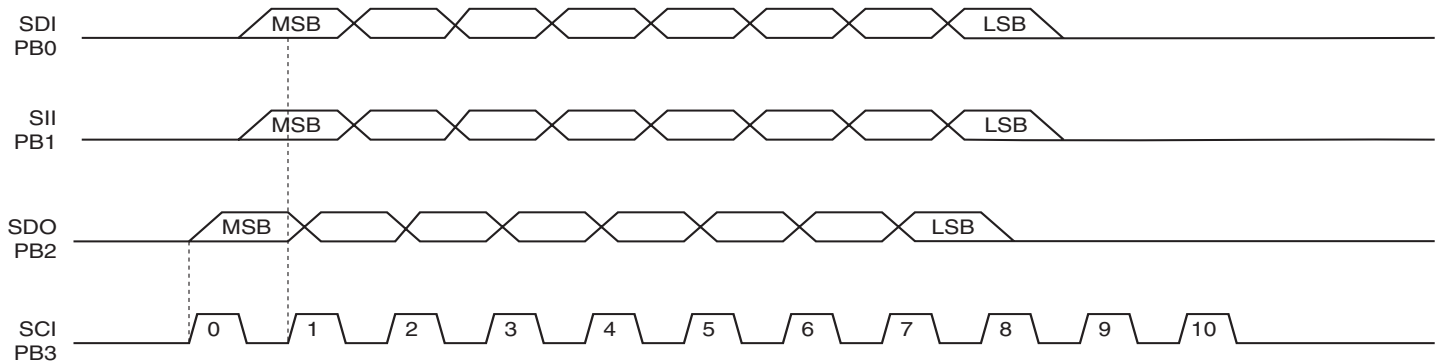 SDI
PB0
MSB
LSB
SII
PB1
MSB
LSB
SDO
PB2
MSB
LSB
SCI
PB3
0 1 2 3 4 5 6 7 8 9 10